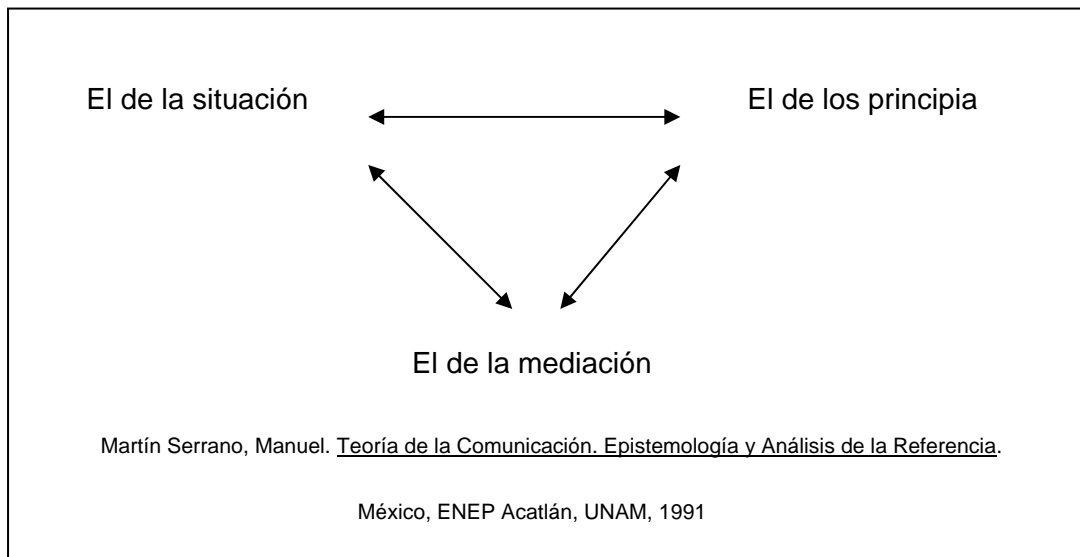 El de la situación
El de los principia
El de la mediación
Martín Serrano, Manuel. Teoría de la Comunicación. Epistemología y Análisis de la Referencia.
México, ENEP Acatlán, UNAM, 1991